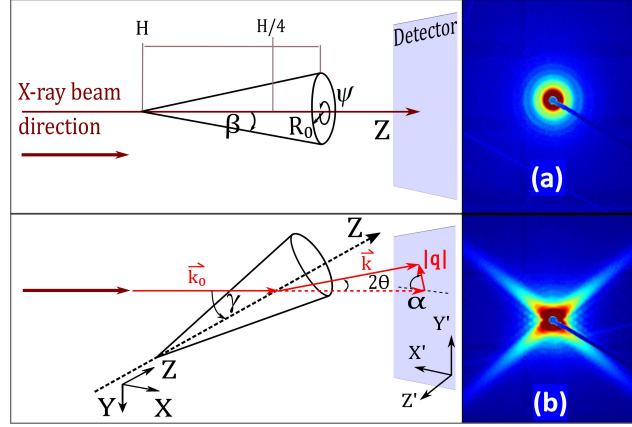 H
H/4
Detector
X-ray beam
direction
β
R₀
ψ
Z
(a)
Z
k₀
γ
k
2θ
|q|
α
Y'
X'
Z'
Z
Y
X
(b)